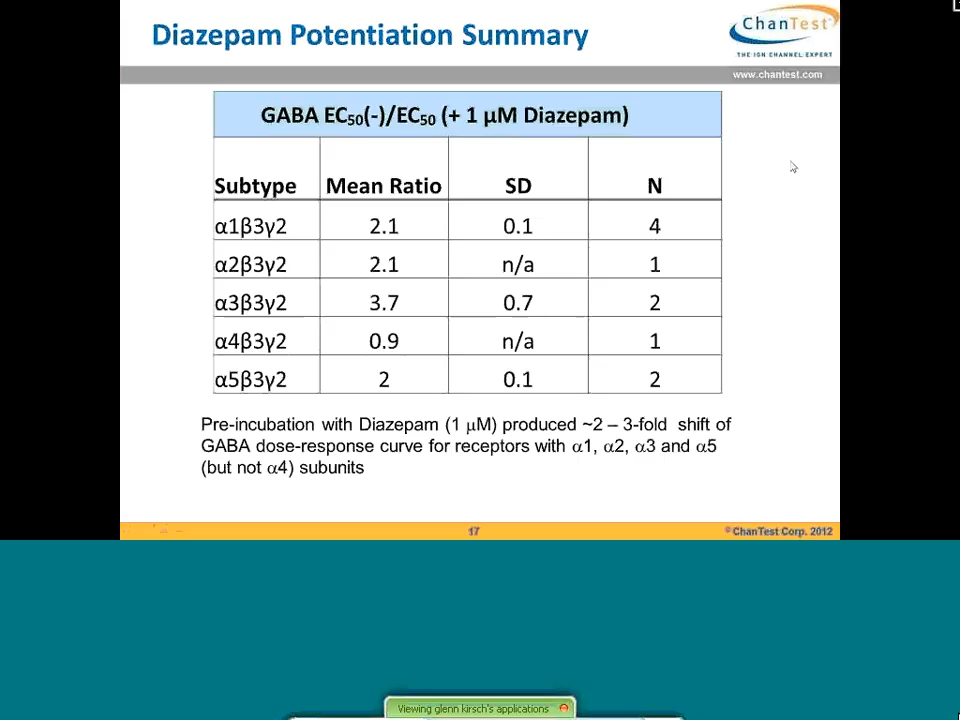 Diazepam Potentiation Summary
ChanTest
THE ION CHANNEL EXPERT
www.chantest.com
GABA EC₅₀(-)/EC₅₀ (+ 1 µM Diazepam)
Subtype Mean Ratio SD N
α1β3γ2 2.1 0.1 4
α2β3γ2 2.1 n/a 1
α3β3γ2 3.7 0.7 2
α4β3γ2 0.9 n/a 1
α5β3γ2 2 0.1 2
Pre-incubation with Diazepam (1 µM) produced ~2 – 3-fold shift of
GABA dose-response curve for receptors with α1, α2, α3 and α5
(but not α4) subunits
17
©ChanTest Corp. 2012
Viewing glenn kirsch's applications